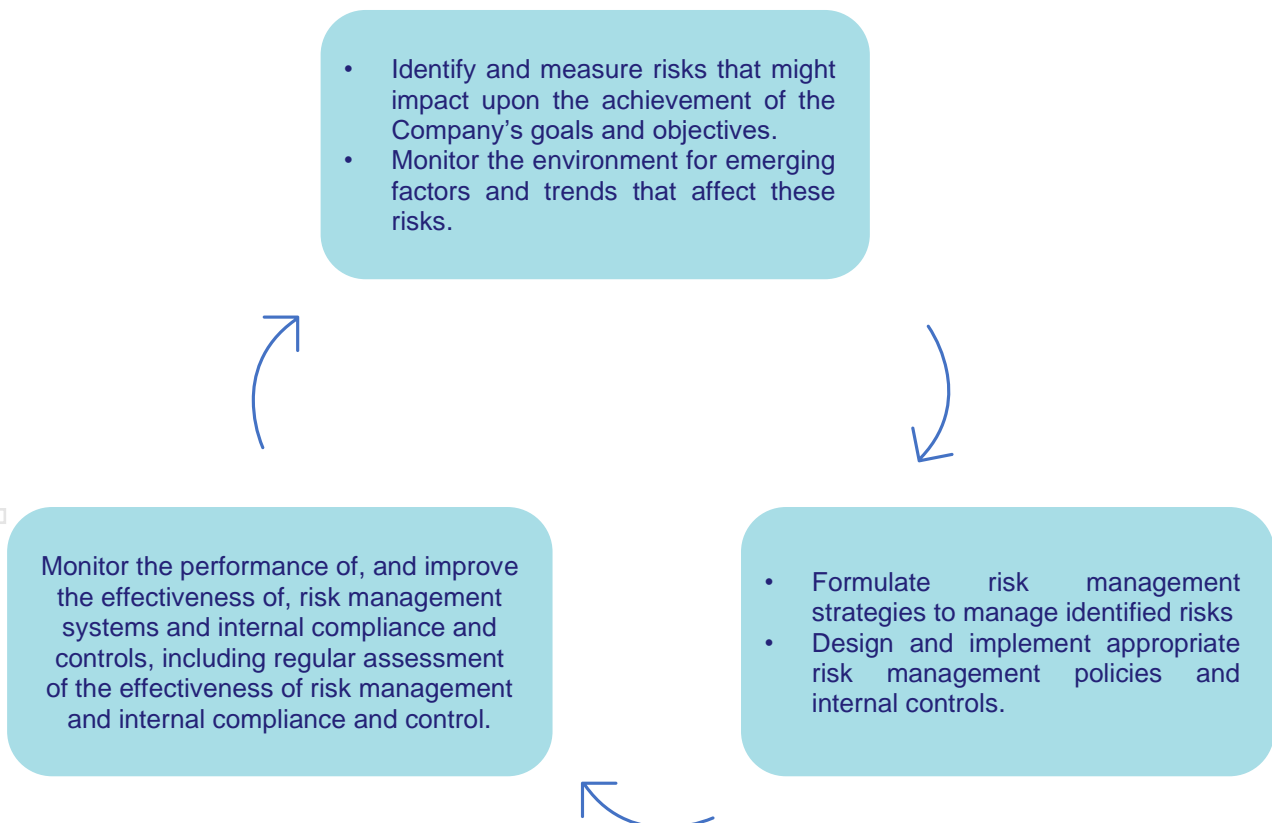 • Identify and measure risks that might
impact upon the achievement of the
Company’s goals and objectives.
• Monitor the environment for emerging
factors and trends that affect these
risks.
Monitor the performance of, and improve
the effectiveness of, risk management
systems and internal compliance and
controls, including regular assessment
of the effectiveness of risk management
and internal compliance and control.
• Formulate risk management
strategies to manage identified risks
• Design and implement appropriate
risk management policies and
internal controls.